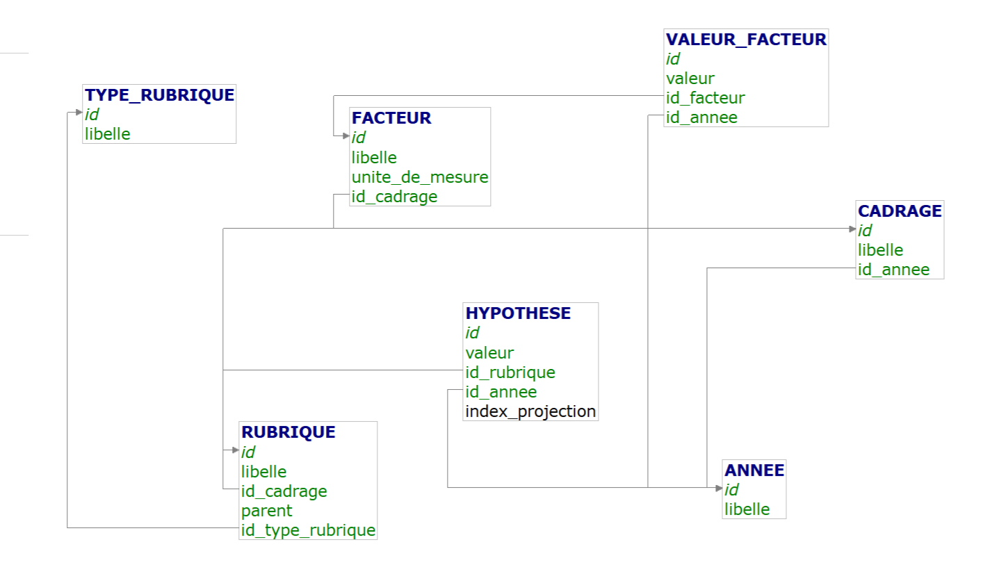 TYPE_RUBRIQUE
id
libelle
FACTEUR
id
libelle
unite_de_mesure
id_cadrage
VALEUR_FACTEUR
id
valeur
id_facteur
id_annee
CADRAGE
id
libelle
id_annee
HYPOTHESE
id
valeur
id_rubrique
id_annee
index_projection
RUBRIQUE
id
libelle
id_cadrage
parent
id_type_rubrique
ANNEE
id
libelle